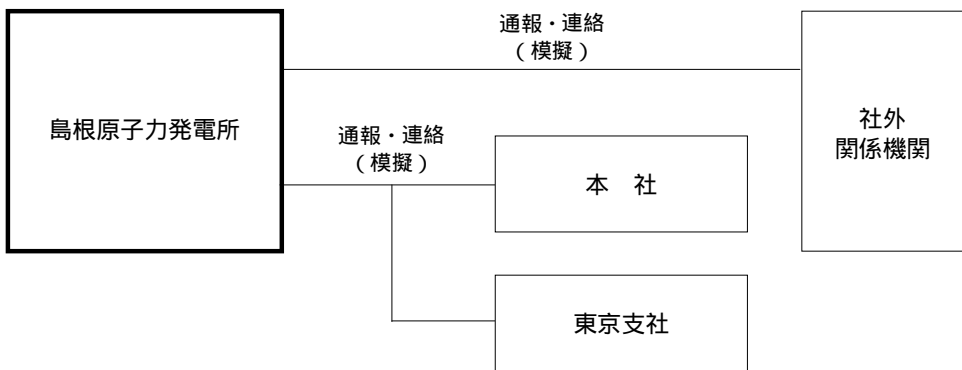 通報・連絡
(模擬)
島根原子力発電所
社外
関係機関
通報・連絡
(模擬)
本　社
東京支社